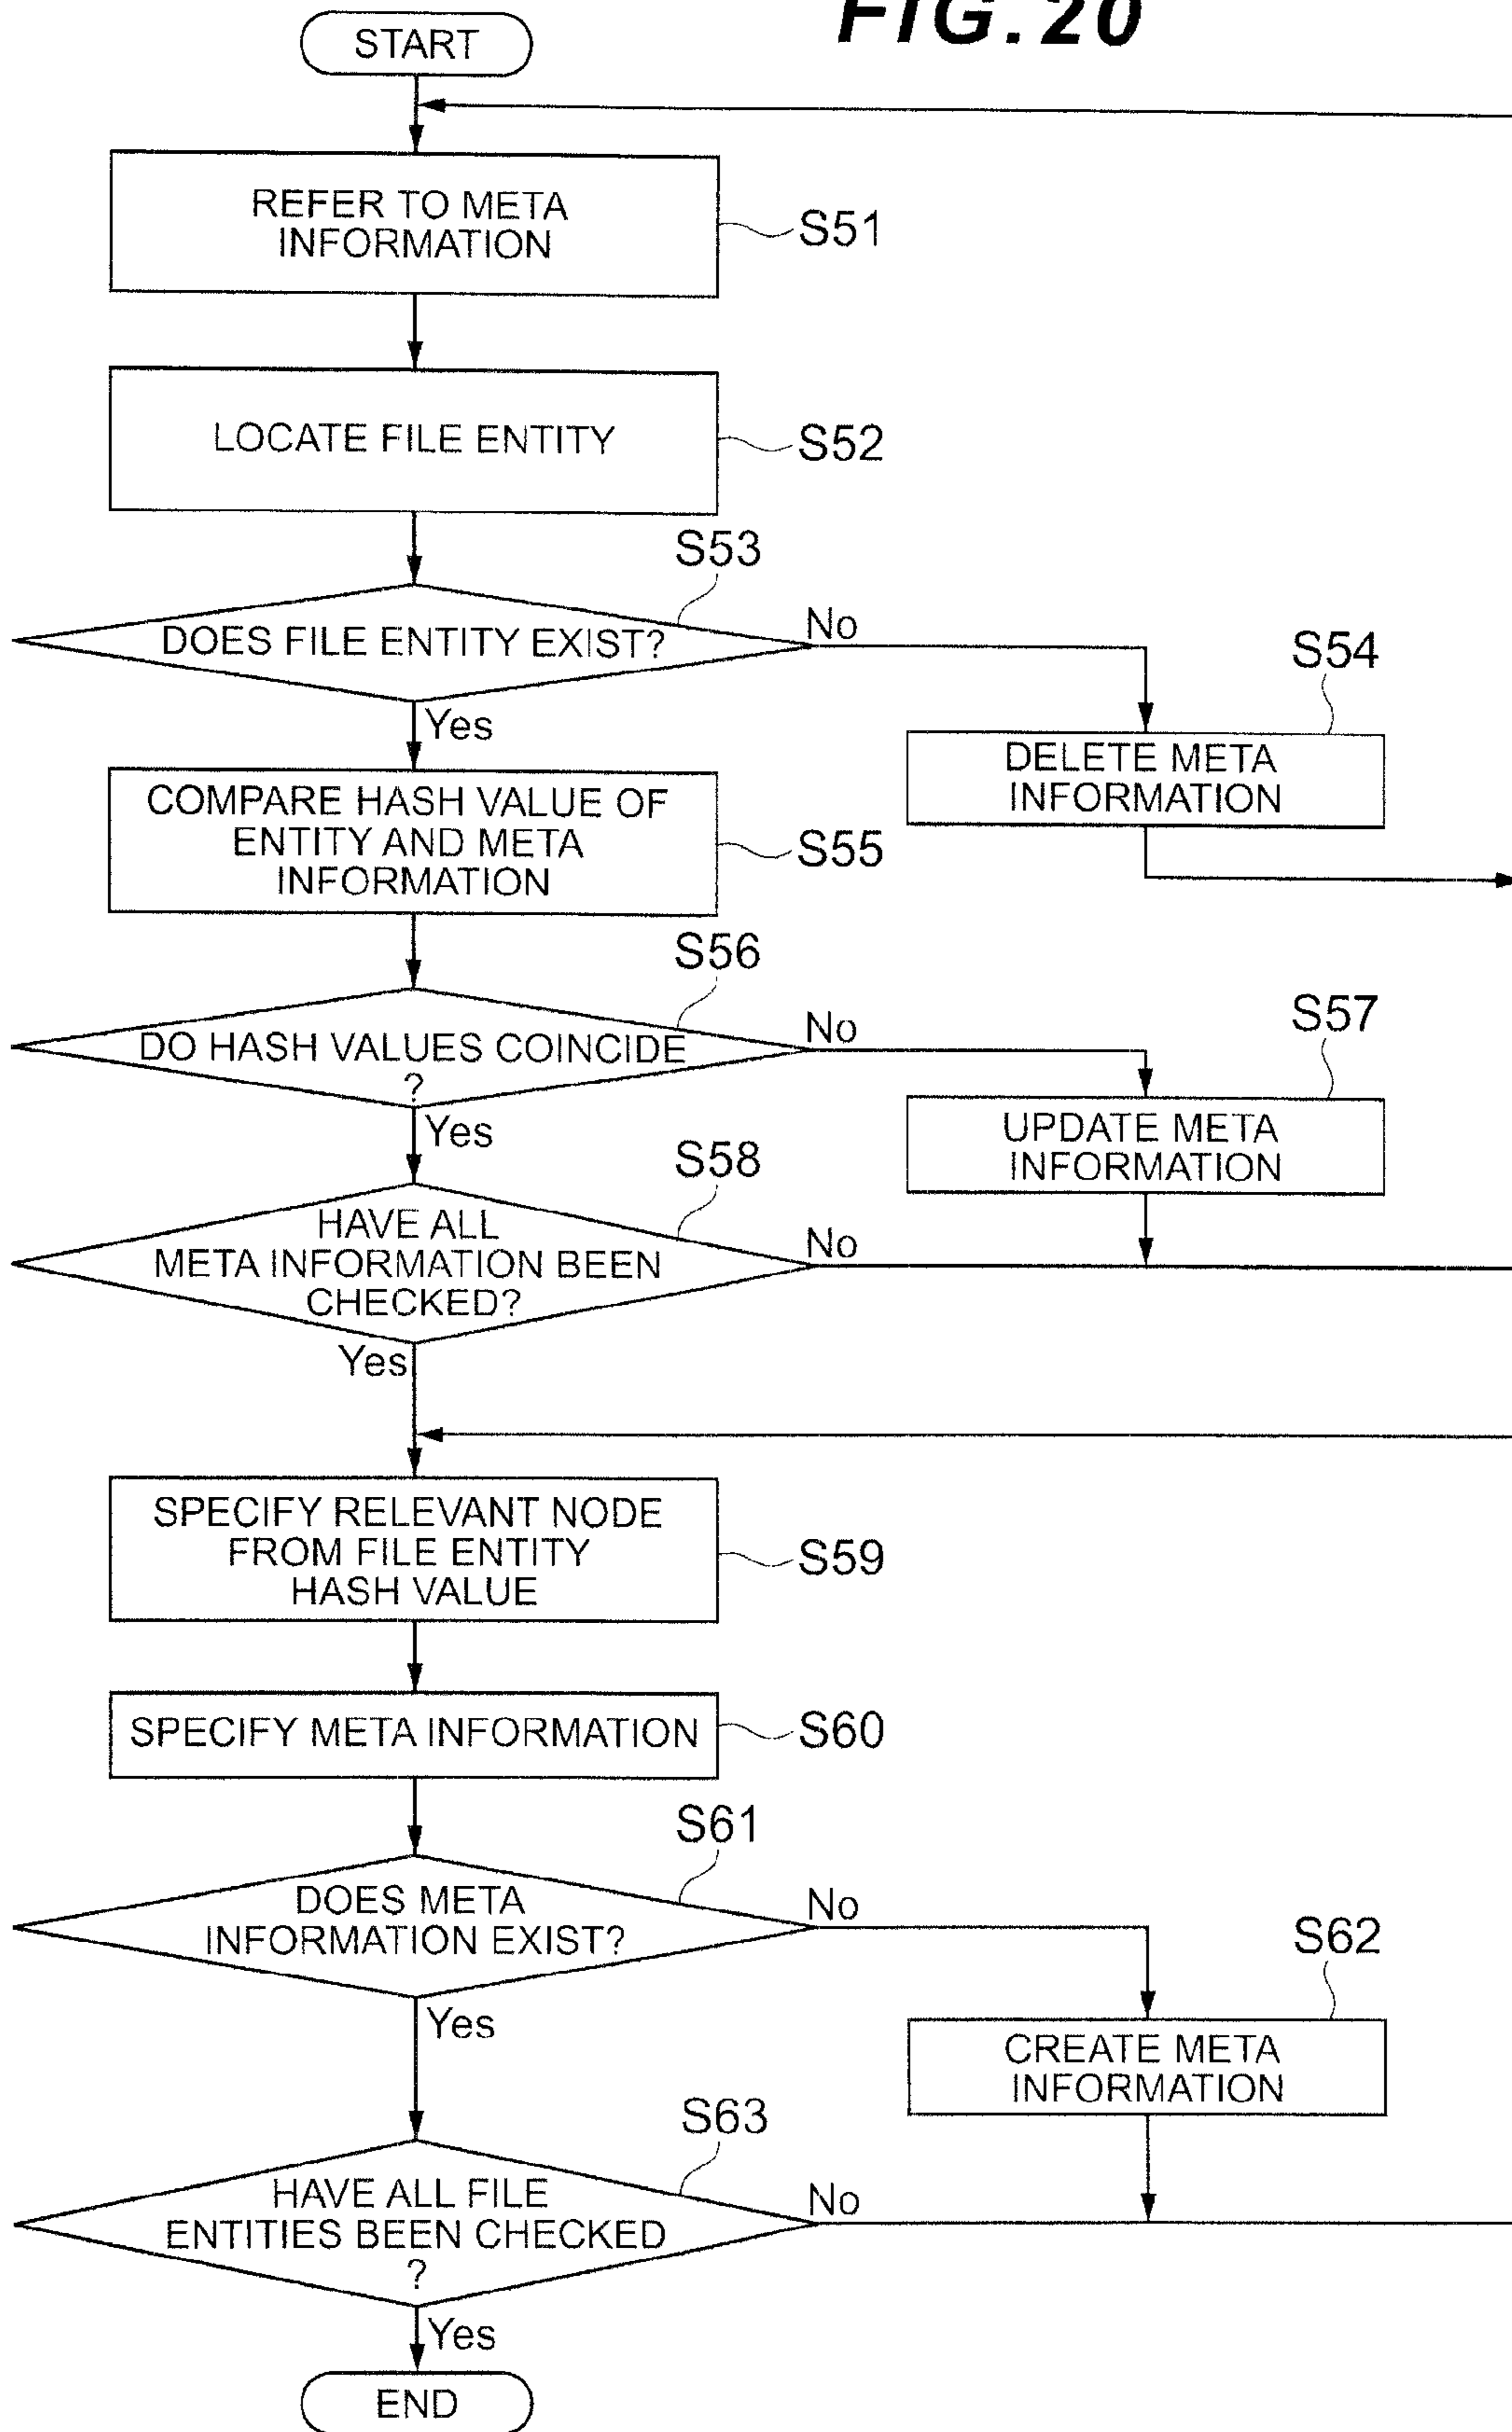 FIG. 20
START
REFER TO META
INFORMATION
S51
LOCATE FILE ENTITY
S52
S53
DOES FILE ENTITY EXIST?
No
Yes
S54
DELETE META
INFORMATION
COMPARE HASH VALUE OF
ENTITY AND META
INFORMATION
S55
S56
DO HASH VALUES COINCIDE
?
No
Yes
S57
UPDATE META
INFORMATION
S58
HAVE ALL
META INFORMATION BEEN
CHECKED?
No
Yes
SPECIFY RELEVANT NODE
FROM FILE ENTITY
HASH VALUE
S59
SPECIFY META INFORMATION
S60
S61
DOES META
INFORMATION EXIST?
No
Yes
S62
CREATE META
INFORMATION
S63
HAVE ALL FILE
ENTITIES BEEN CHECKED
?
No
Yes
END